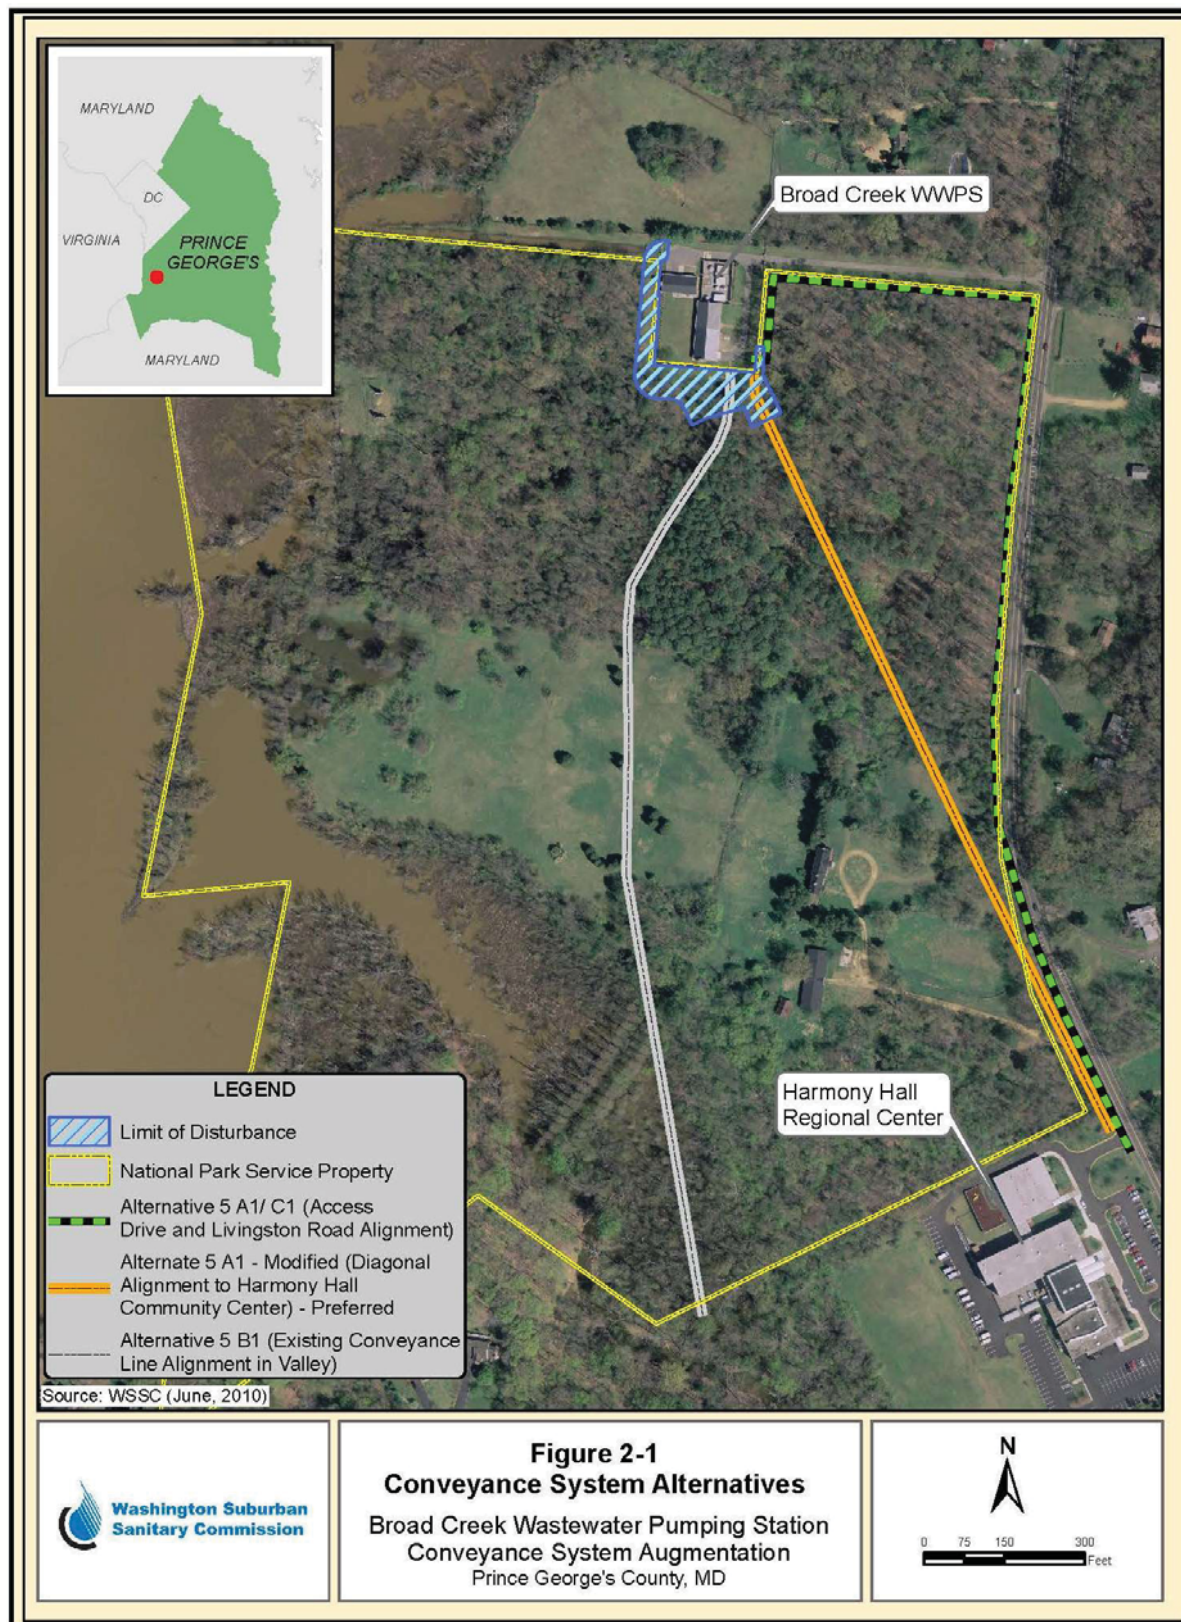 MARYLAND
DC
VIRGINIA
PRINCE
GEORGE'S
MARYLAND
Broad Creek WWPS
Harmony Hall
Regional Center
LEGEND
Limit of Disturbance
National Park Service Property
Alternative 5 A1/ C1 (Access
Drive and Livingston Road Alignment)
Alternate 5 A1 - Modified (Diagonal
Alignment to Harmony Hall
Community Center) - Preferred
Alternative 5 B1 (Existing Conveyance
Line Alignment in Valley)
Source: WSSC (June, 2010)
Washington Suburban
Sanitary Commission
Figure 2-1
Conveyance System Alternatives
Broad Creek Wastewater Pumping Station
Conveyance System Augmentation
Prince George's County, MD
N
0 75 150 300
Feet